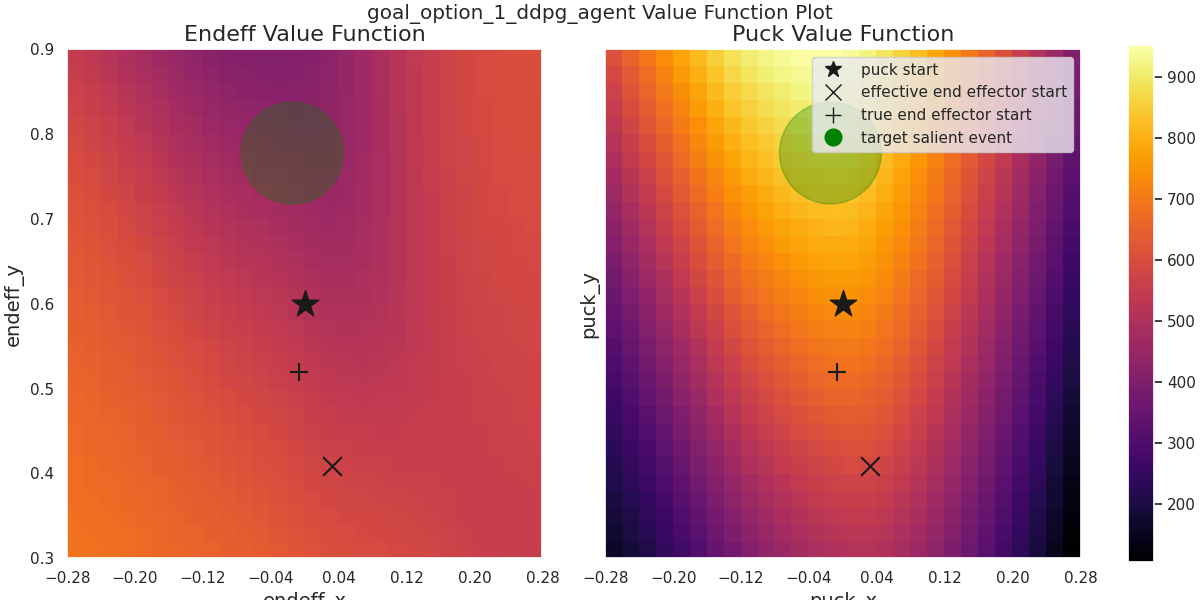 goal_option_1_ddpg_agent Value Function Plot
Endeff Value Function
0.9
0.8
0.7
0.6
0.5
0.4
0.3
endeff_y
−0.28 −0.20 −0.12 −0.04 0.04 0.12 0.20 0.28
endeff_x
Puck Value Function
puck start
effective end effector start
true end effector start
target salient event
puck_y
−0.28 −0.20 −0.12 −0.04 0.04 0.12 0.20 0.28
puck_x
900
800
700
600
500
400
300
200